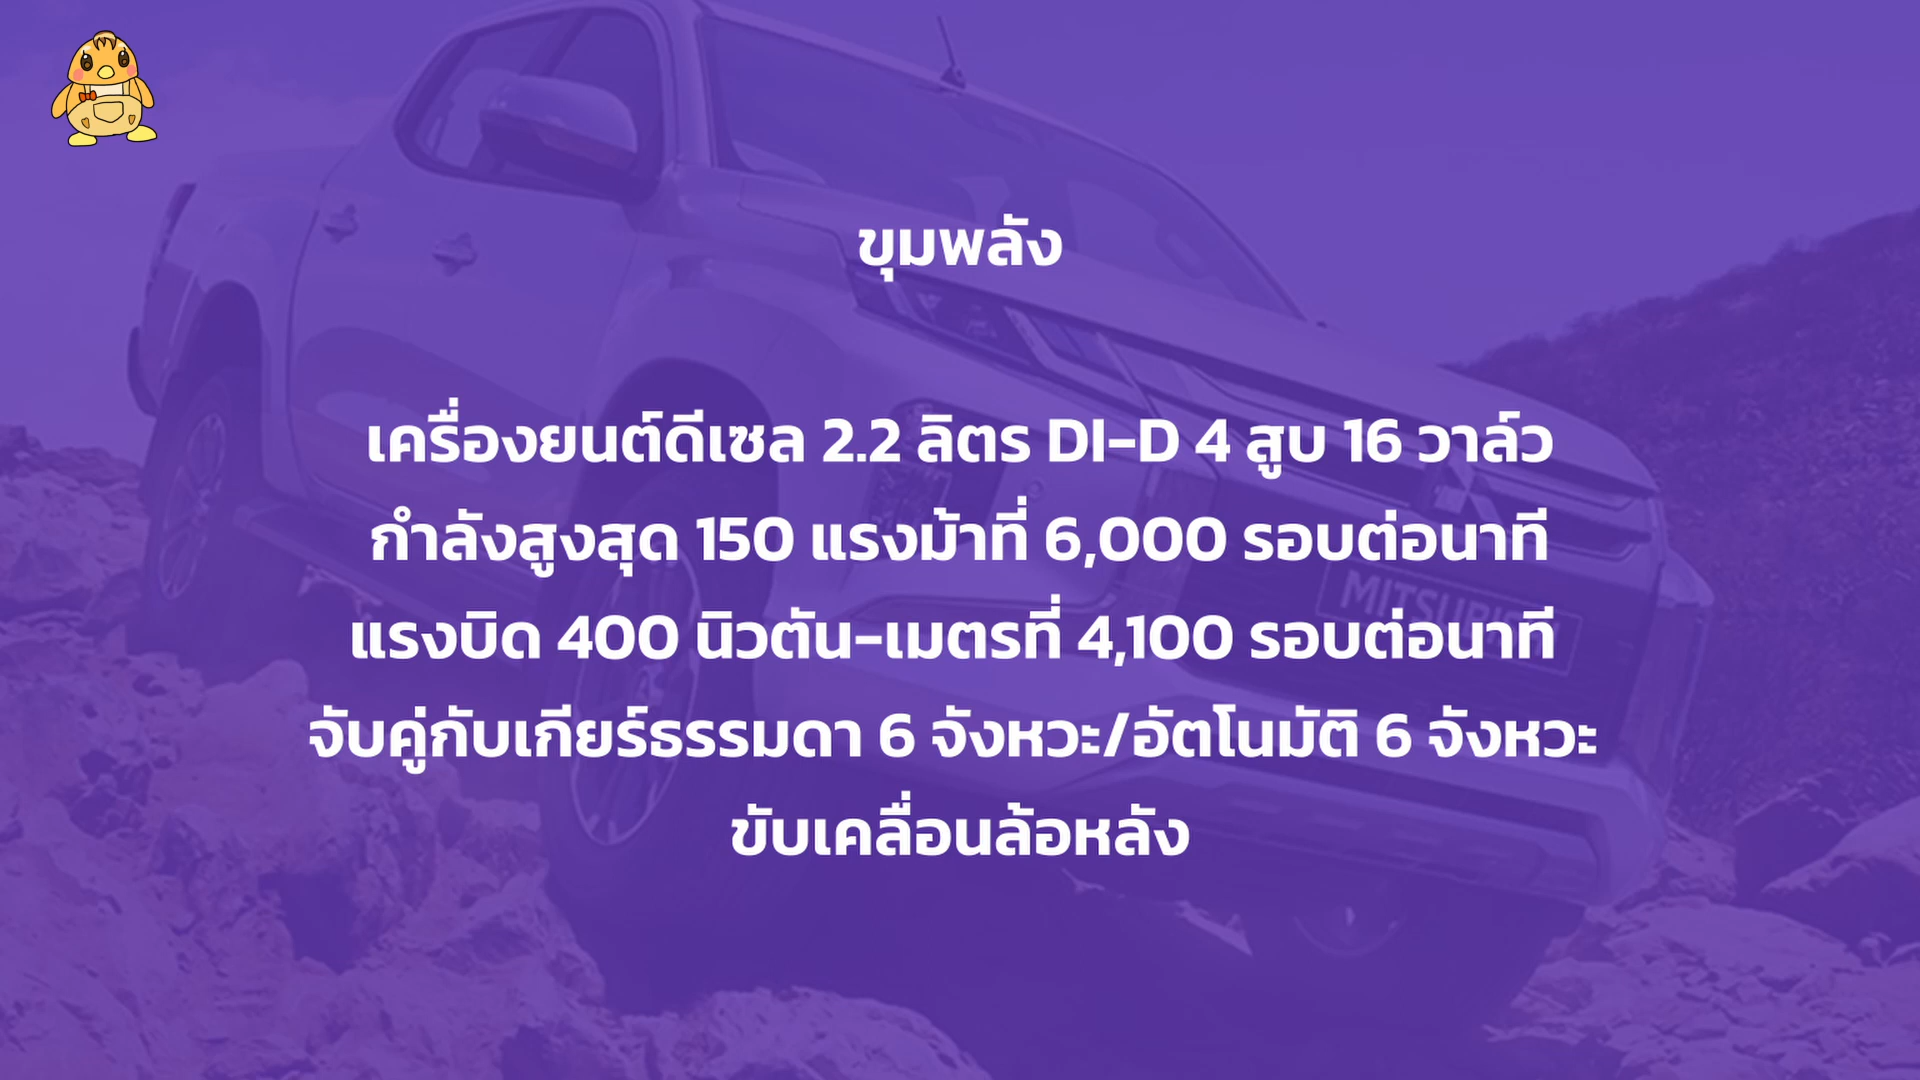 ขุมพลัง
เครื่องยนต์ดีเซล 2.2 ลิตร DI-D 4 สูบ 16 วาล์ว
กำลังสูงสุด 150 แรงม้าที่ 6,000 รอบต่อนาที
แรงบิด 400 นิวตัน-เมตรที่ 4,100 รอบต่อนาที
จับคู่กับเกียร์ธรรมดา 6 จังหวะ/อัตโนมัติ 6 จังหวะ
ขับเคลื่อนล้อหลัง